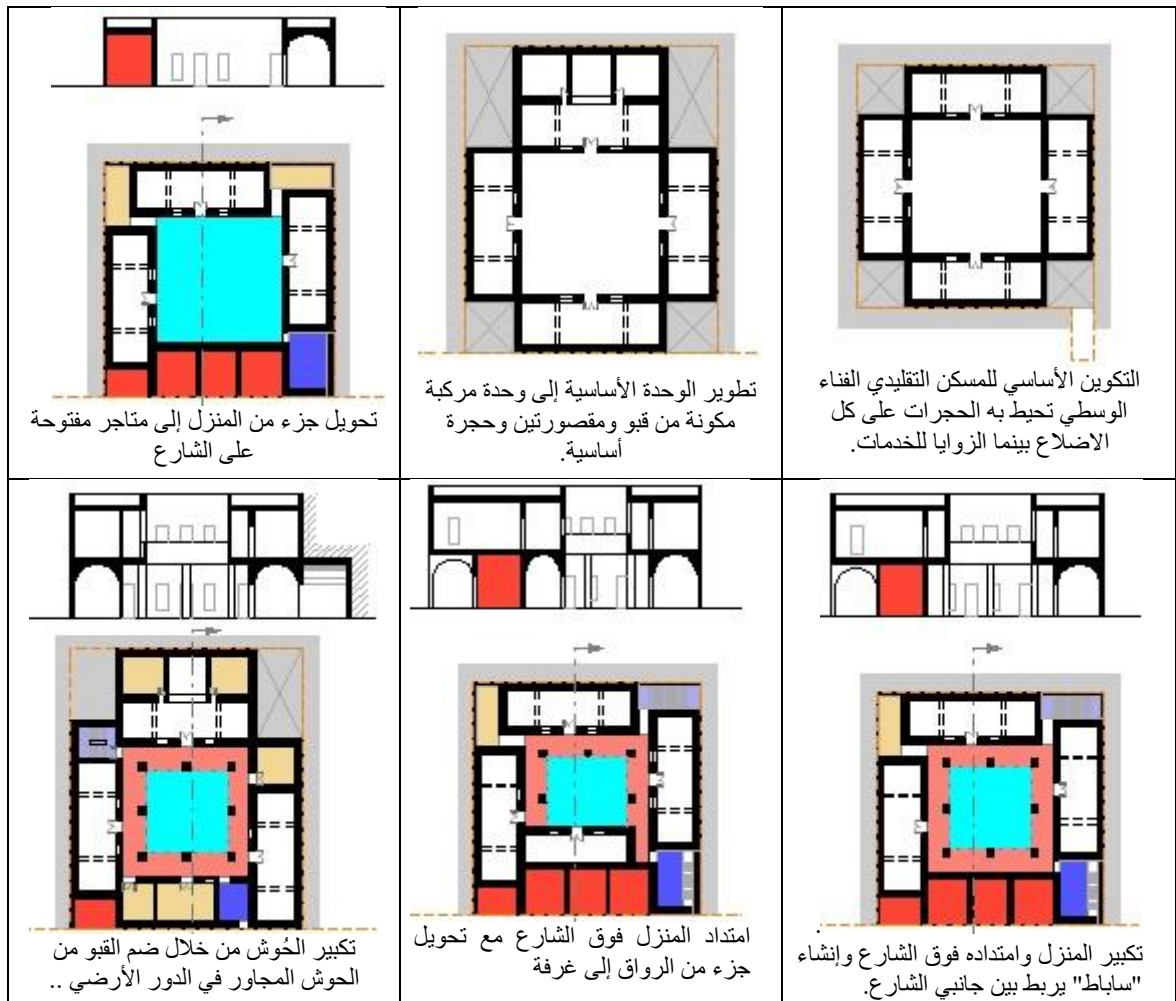 التكوين الأساسي للمسكن التقليدي الفناء
الوسطي تحيط به الحجرات على كل
الاضلاع بينما الزوايا للخدمات.
تطوير الوحدة الأساسية إلى وحدة مركبة
مكونة من قبو ومقصورتين وحجرة
أساسية.
تحويل جزء من المنزل إلى متاجر مفتوحة
على الشارع
تكبير المنزل وامتداده فوق الشارع وإنشاء
"ساباط" يربط بين جانبي الشارع.
امتداد المنزل فوق الشارع مع تحويل
جزء من الرواق إلى غرفة
تكبير الحُوش من خلال ضم القبو من
الحوش المجاور في الدور الأرضي ..